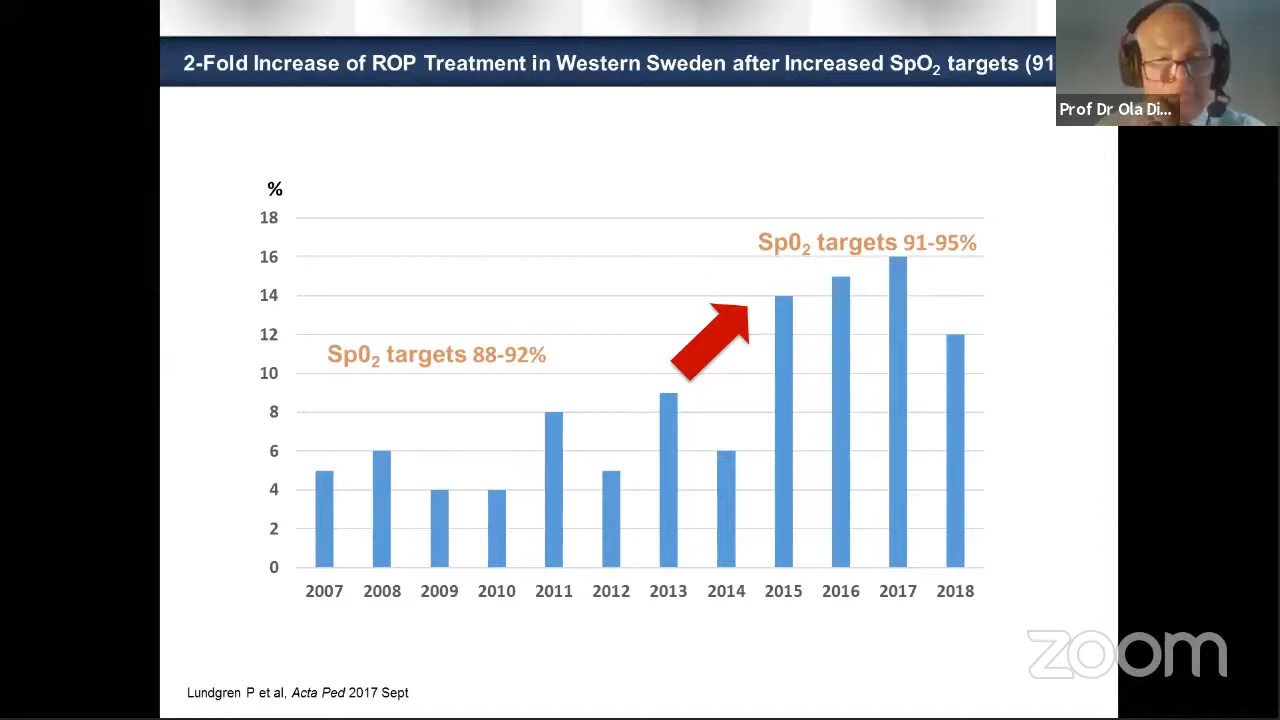 2-Fold Increase of ROP Treatment in Western Sweden after Increased SpO2 targets (91
Prof Dr Ola Di...
%
18
16
14
12
10
8
6
4
2
0
Sp02 targets 91-95%
Sp02 targets 88-92%
2007 2008 2009 2010 2011 2012 2013 2014 2015 2016 2017 2018
zoom
Lundgren P et al, Acta Ped 2017 Sept